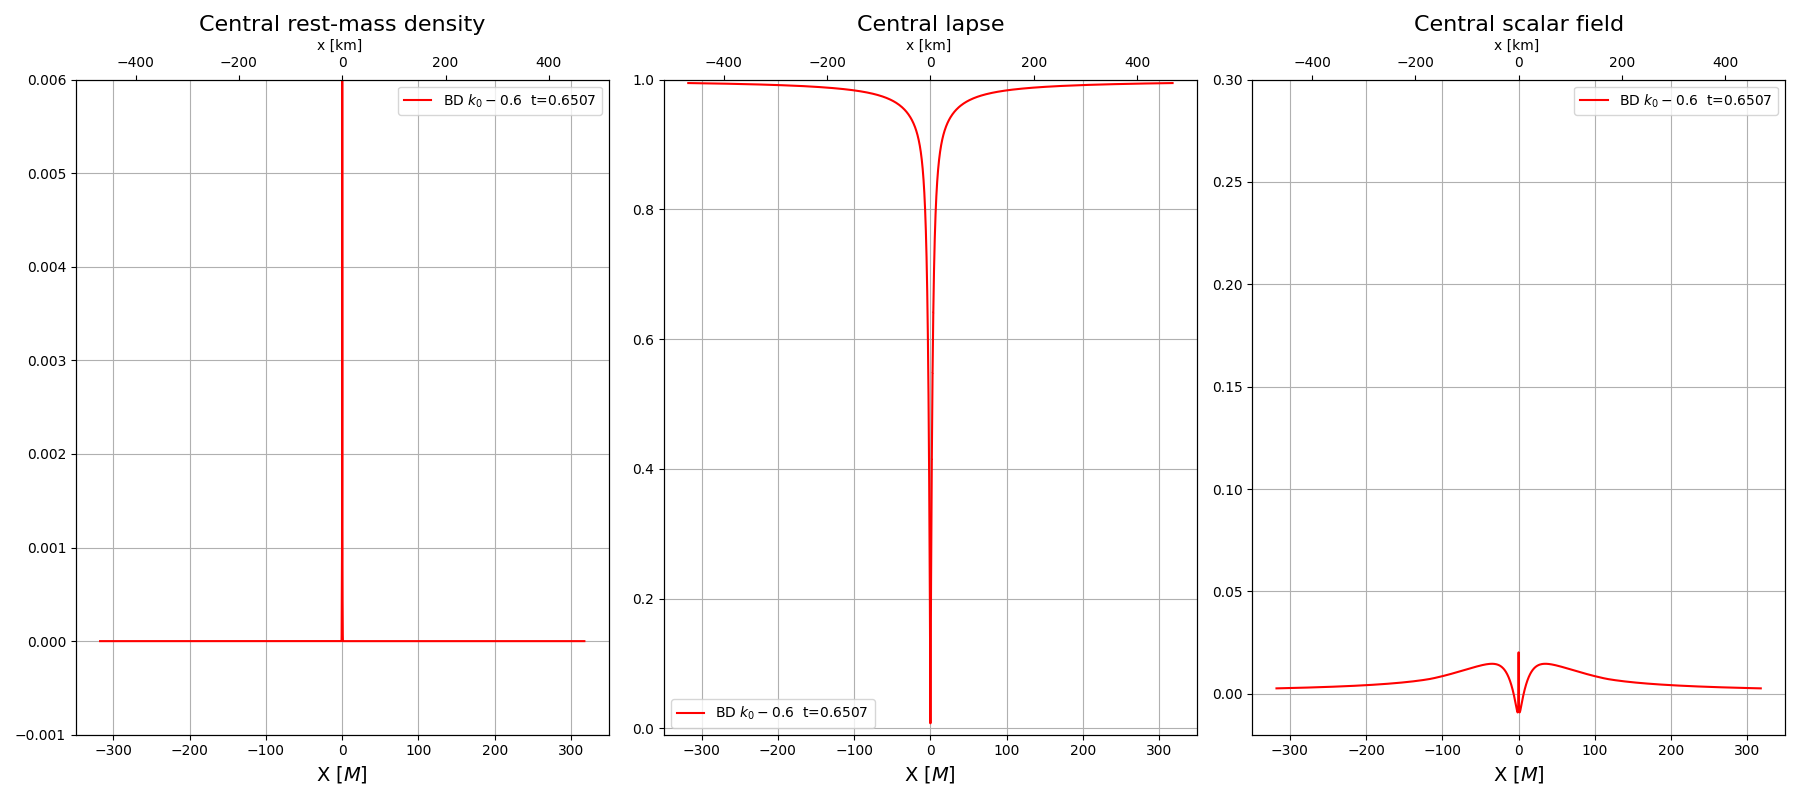 Central rest-mass density
x [km]
−400 −200 0 200 400
BD k₀ − 0.6 t=0.6507
0.006
0.005
0.004
0.003
0.002
0.001
0.000
−0.001
−300 −200 −100 0 100 200 300
X [M]
Central lapse
x [km]
−400 −200 0 200 400
1.0
0.8
0.6
0.4
0.2
0.0
BD k₀ − 0.6 t=0.6507
−300 −200 −100 0 100 200 300
X [M]
Central scalar field
x [km]
−400 −200 0 200 400
BD k₀ − 0.6 t=0.6507
0.30
0.25
0.20
0.15
0.10
0.05
0.00
−300 −200 −100 0 100 200 300
X [M]